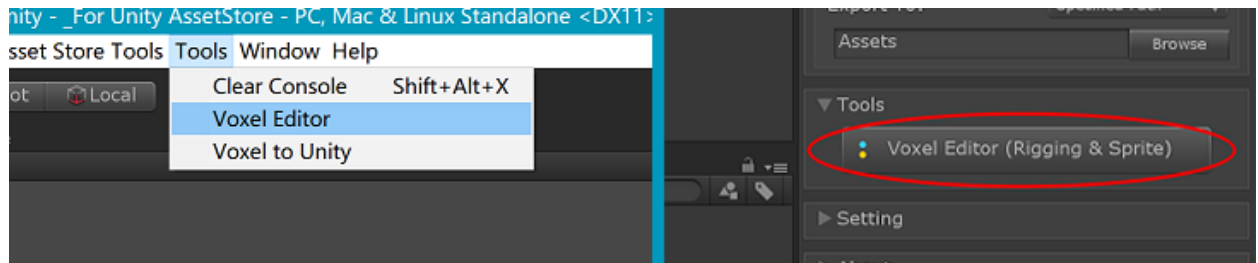 nity - _For Unity AssetStore - PC, Mac & Linux Standalone <DX11>
sset Store Tools Tools Window Help
Clear Console Shift+Alt+X
Voxel Editor
Voxel to Unity
ot Local
Assets Browse
Tools
Voxel Editor (Rigging & Sprite)
Setting